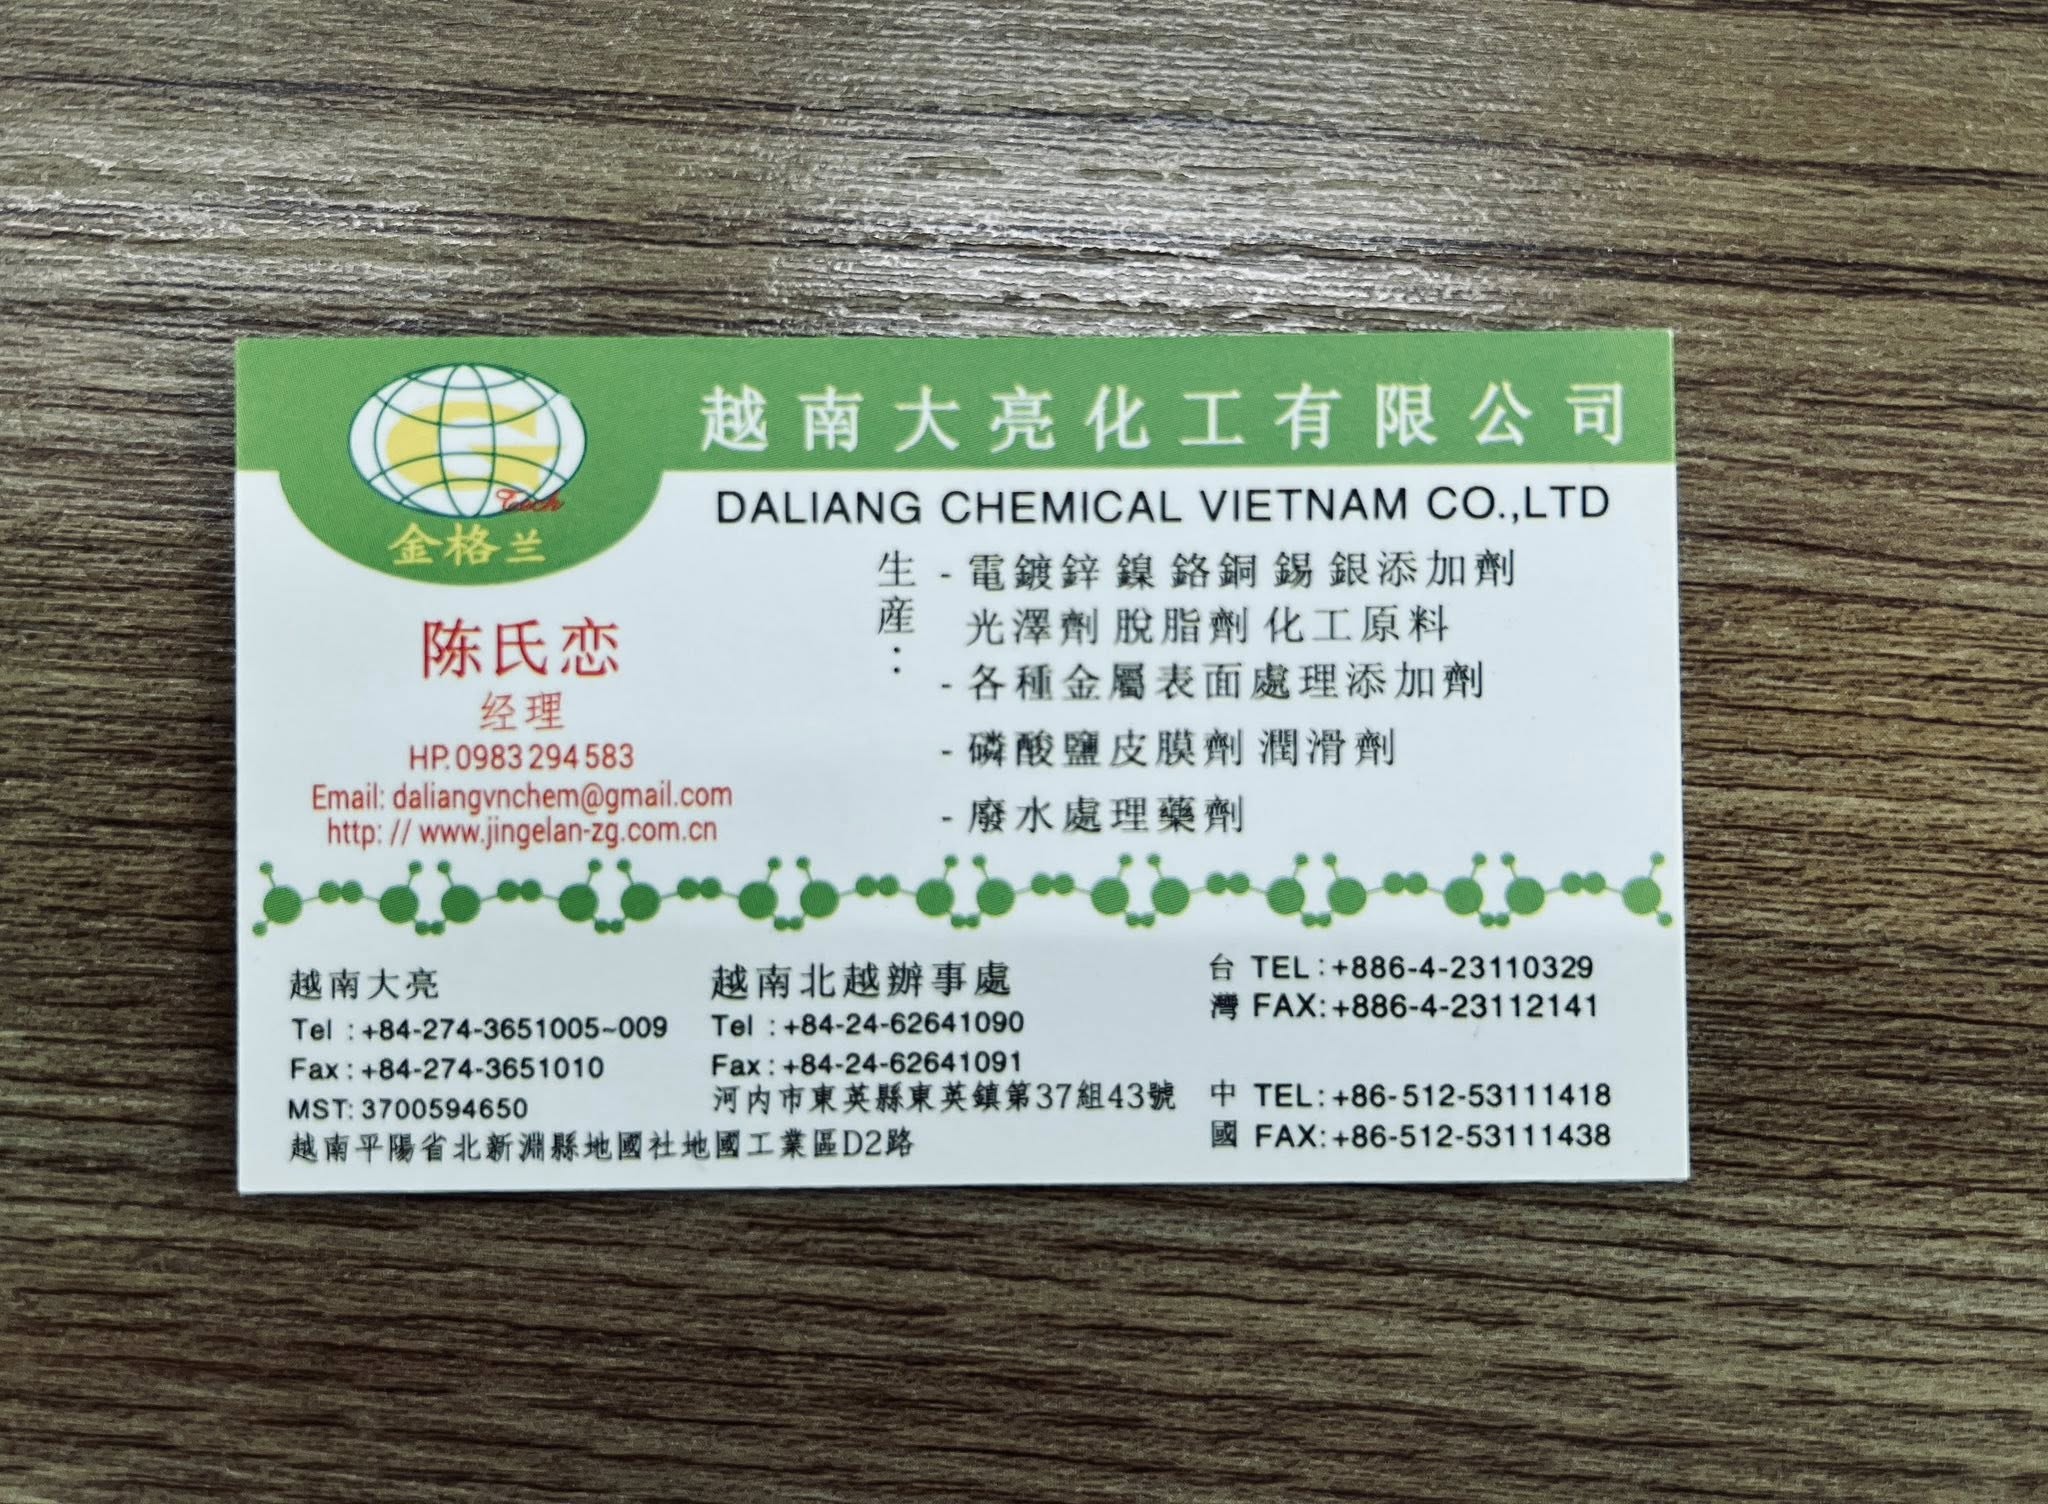 越南大亮化工有限公司
DALIANG CHEMICAL VIETNAM CO.,LTD
Tech
金格兰
陈氏恋
经理
HP.0983294583
Email: daliangvnchem@gmail.com
http: // www.jingelan-zg.com.cn
生産:
- 電鍍鋅 鎳 鉻銅 錫 銀添加劑
光澤劑 脫脂劑 化工原料
- 各種金屬表面處理添加劑
- 磷酸鹽皮膜劑 潤滑劑
- 廢水處理藥劑
越南大亮
Tel : +84-274-3651005~009
Fax : +84-274-3651010
MST: 3700594650
越南平陽省北新淵縣地國社地國工業區D2路
越南北越辦事處
Tel : +84-24-62641090
Fax : +84-24-62641091
河内市東英縣東英鎮第37組43號
台灣
TEL : +886-4-23110329
FAX: +886-4-23112141
中國
TEL: +86-512-53111418
FAX: +86-512-53111438